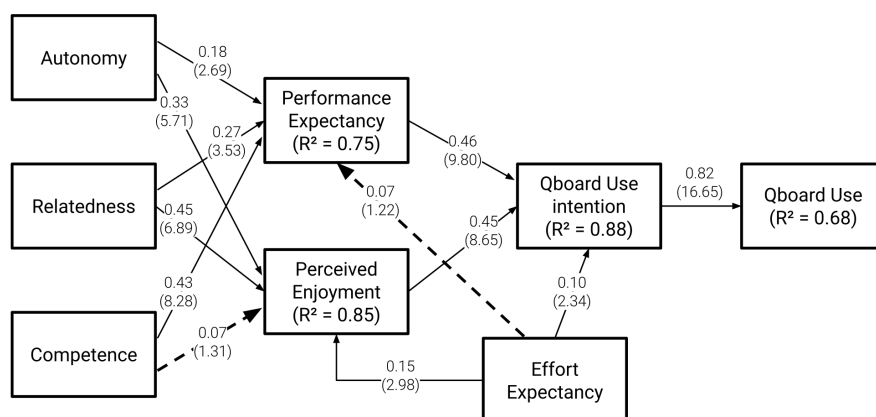 Autonomy
0.18
(2.69)
0.33
(5.71)
Performance
Expectancy
(R² = 0.75)
0.27
(3.53)
0.46
(9.80)
Relatedness
0.45
(6.89)
0.07
(1.22)
Qboard Use
intention
(R² = 0.88)
0.82
(16.65)
Qboard Use
(R² = 0.68)
0.45
(8.65)
0.43
(8.28)
Perceived
Enjoyment
(R² = 0.85)
0.10
(2.34)
Competence
0.07
(1.31)
0.15
(2.98)
Effort
Expectancy